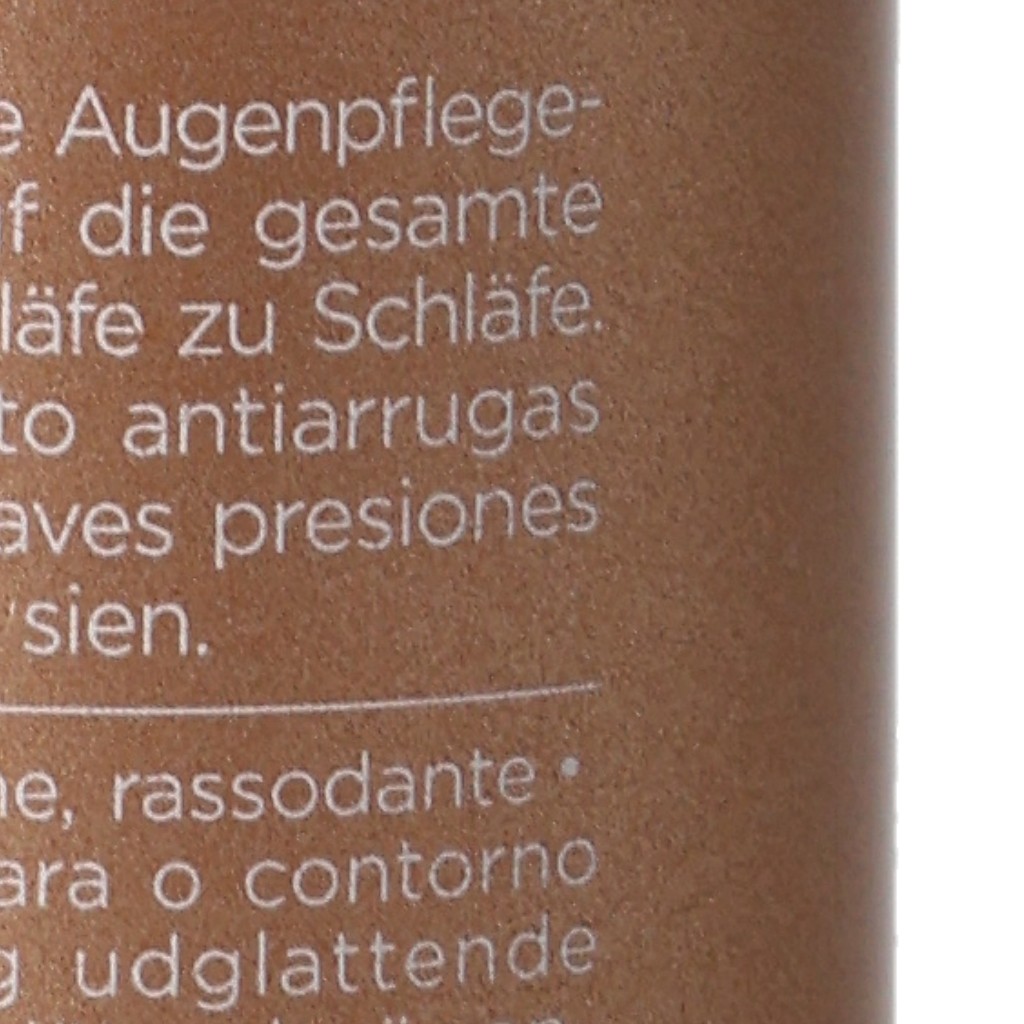 e Augenpflege-
f die gesamte
läfe zu Schläfe.
to antiarrugas
aves presiones
sien.
ne, rassodante •
ara o contorno
g udglattende